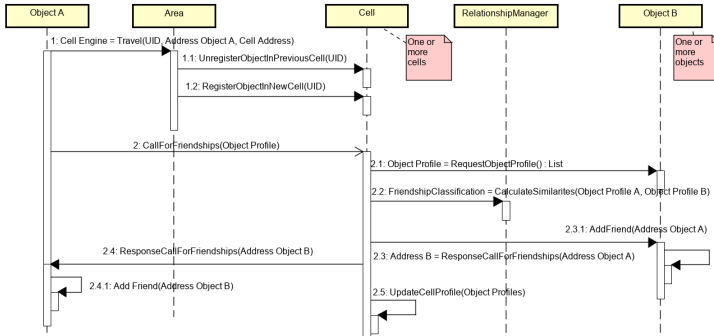 Object A
Area
Cell
RelationshipManager
Object B
One or
more
cells
One or
more
objects
1: Cell Engine = Travel(UID, Address Object A, Cell Address)
1.1: UnregisterObjectInPreviousCell(UID)
1.2: RegisterObjectInNewCell(UID)
2: CallForFriendships(Object Profile)
2.1: Object Profile = RequestObjectProfile() : List
2.2: FriendshipClassification = CalculateSimilarites(Object Profile A, Object Profile B)
2.3.1: AddFriend(Address Object A)
2.4: ResponseCallForFriendships(Address Object B)
2.3: Address B = ResponseCallForFriendships(Address Object A)
2.4.1: Add Friend(Address Object B)
2.5: UpdateCellProfile(Object Profiles)